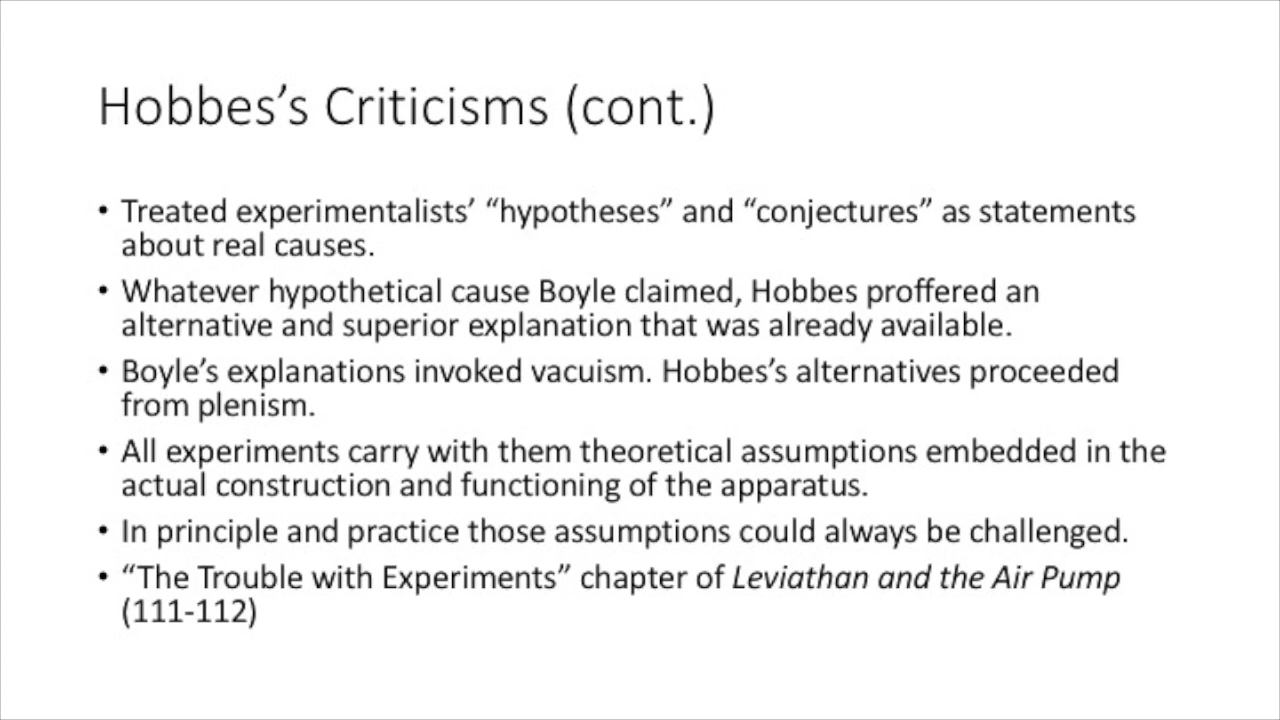 Hobbes’s Criticisms (cont.)
• Treated experimentalists’ “hypotheses” and “conjectures” as statements
about real causes.
• Whatever hypothetical cause Boyle claimed, Hobbes proffered an
alternative and superior explanation that was already available.
• Boyle’s explanations invoked vacuism. Hobbes’s alternatives proceeded
from plenism.
• All experiments carry with them theoretical assumptions embedded in the
actual construction and functioning of the apparatus.
• In principle and practice those assumptions could always be challenged.
• “The Trouble with Experiments” chapter of Leviathan and the Air Pump
(111-112)